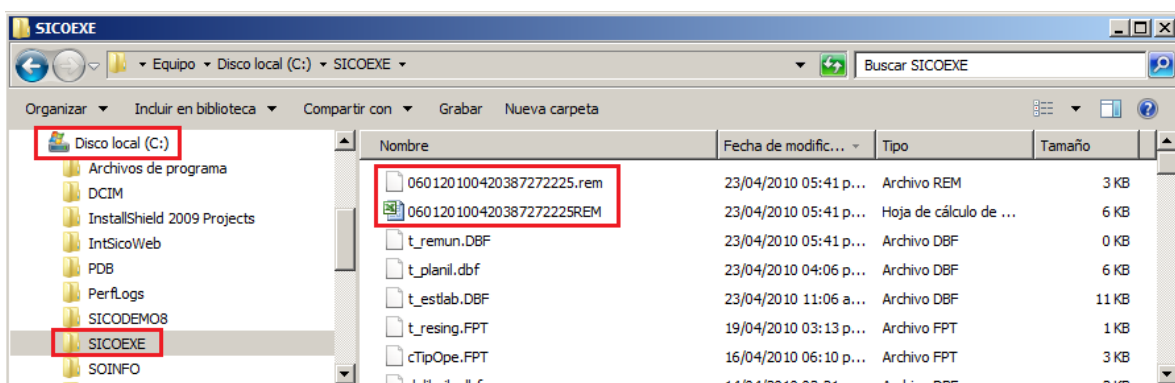 SICOEXE
Equipo Disco local (C:) SICOEXE
Buscar SICOEXE
Organizar Incluir en biblioteca Compartir con Grabar Nueva carpeta
Disco local (C:)
Archivos de programa
DCIM
InstallShield 2009 Projects
IntSicoWeb
PDB
PerfLogs
SICODEMO8
SICOEXE
SOINFO
Nombre Fecha de modific... Tipo Tamaño
060120100420387272225.rem 23/04/2010 05:41 p... Archivo REM 3 KB
060120100420387272225REM 23/04/2010 05:41 p... Hoja de cálculo de ... 6 KB
t_remun.DBF 23/04/2010 05:41 p... Archivo DBF 0 KB
t_planil.dbf 23/04/2010 04:06 p... Archivo DBF 6 KB
t_estlab.DBF 23/04/2010 11:06 a... Archivo DBF 11 KB
t_resing.FPT 19/04/2010 03:13 p... Archivo FPT 1 KB
cTipOpe.FPT 16/04/2010 06:10 p... Archivo FPT 3 KB